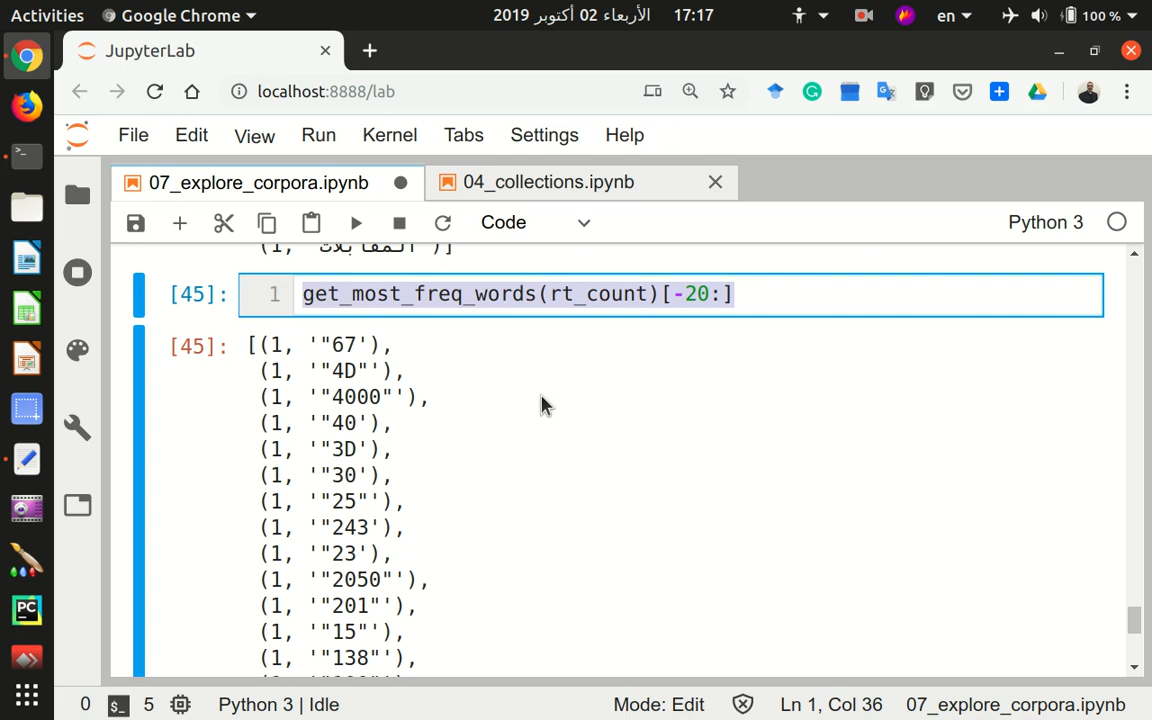 Activities Google Chrome الأربعاء 02 أكتوبر 2019 17:17 en 100 %
JupyterLab
localhost:8888/lab
File Edit View Run Kernel Tabs Settings Help
07_explore_corpora.ipynb 04_collections.ipynb
Code Python 3
(1, 'المقابلات')]
[45]: 1 get_most_freq_words(rt_count)[-20:]
[45]: [(1, '"67'),
(1, '"4D"'),
(1, '"4000"'),
(1, '"40'),
(1, '"3D'),
(1, '"30'),
(1, '"25"'),
(1, '"243'),
(1, '"23'),
(1, '"2050"'),
(1, '"201"'),
(1, '"15"'),
(1, '"138"'),
0 $_ 5 Python 3 | Idle Mode: Edit Ln 1, Col 36 07_explore_corpora.ipynb